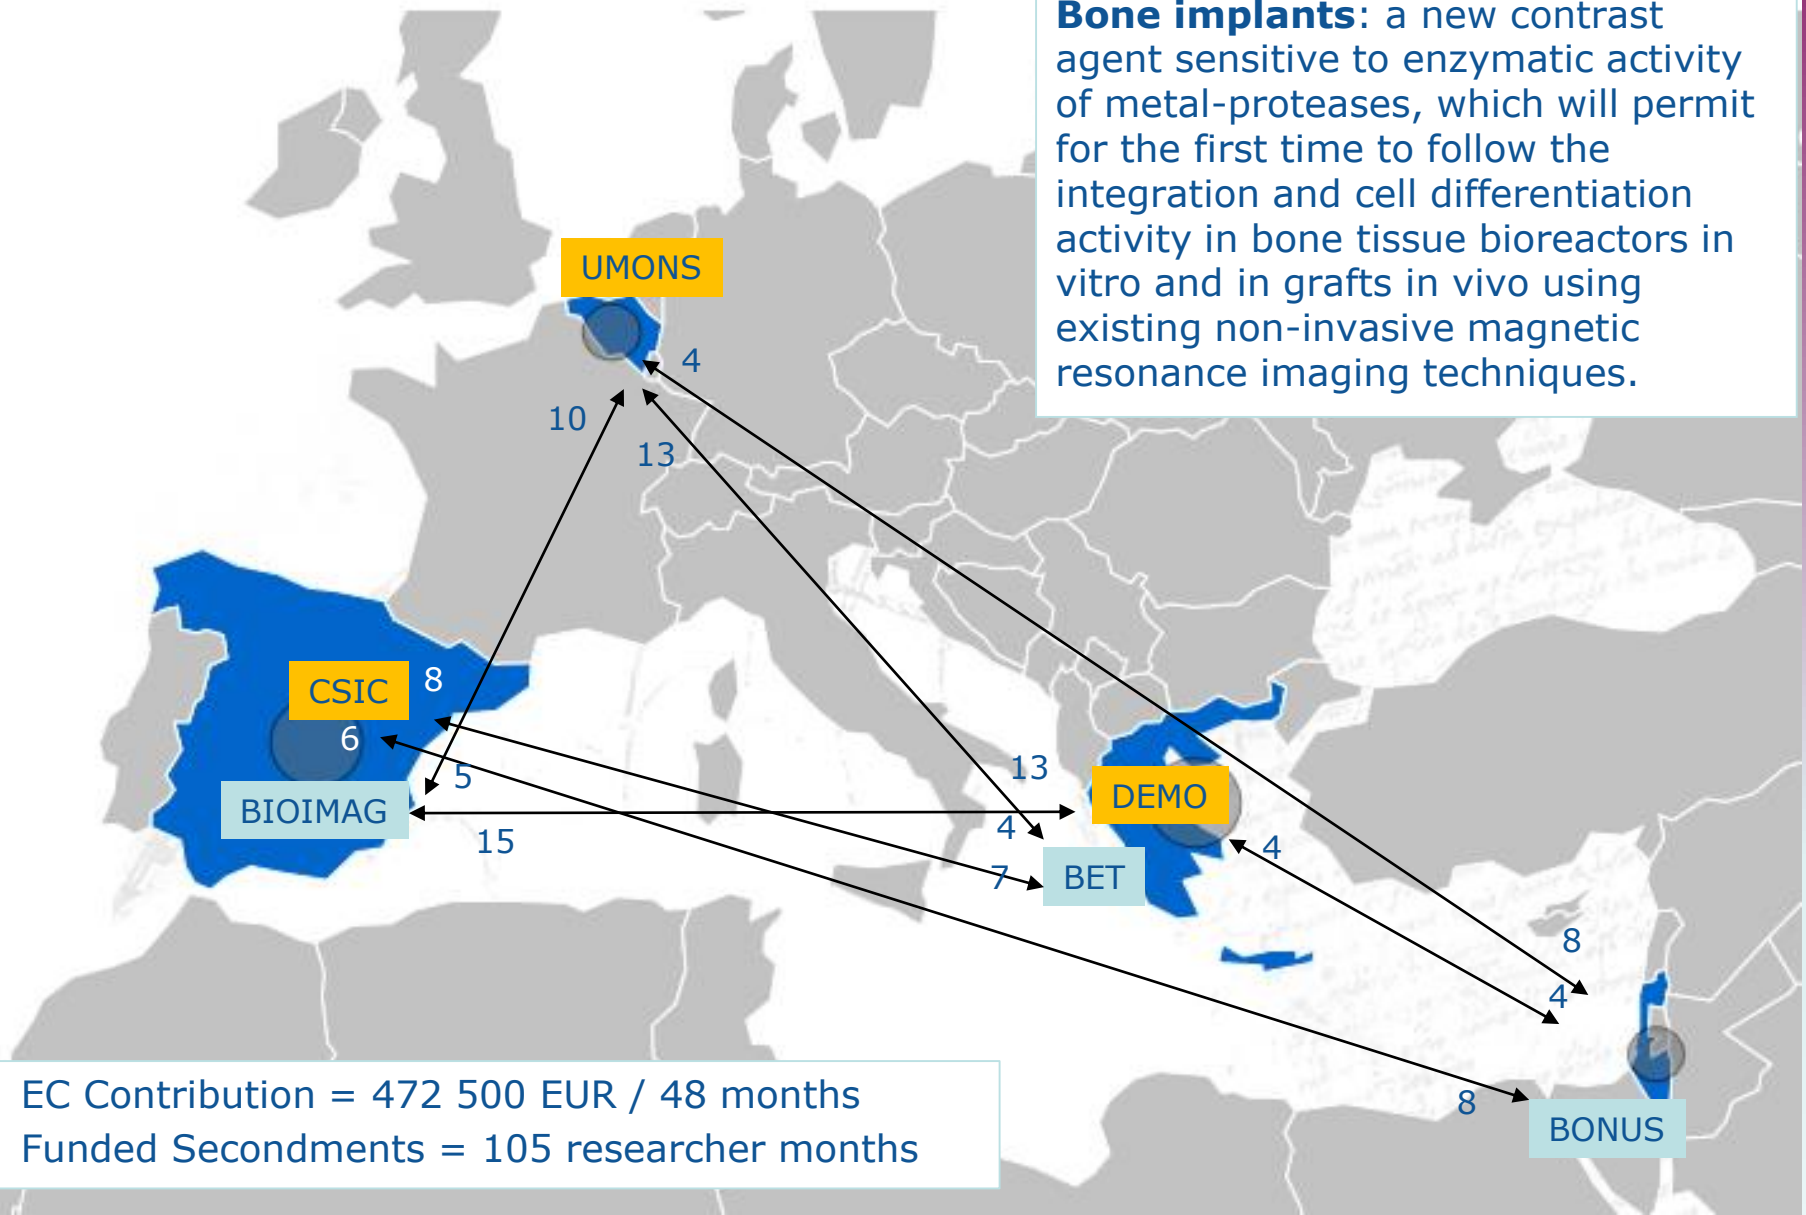 Bone implants: a new contrast
agent sensitive to enzymatic activity
of metal-proteases, which will permit
for the first time to follow the
integration and cell differentiation
activity in bone tissue bioreactors in
vitro and in grafts in vivo using
existing non-invasive magnetic
resonance imaging techniques.
UMONS
4
10
13
CSIC
8
6
5
BIOIMAG
15
13
DEMO
4
4
7
BET
8
4
8
BONUS
EC Contribution = 472 500 EUR / 48 months
Funded Secondments = 105 researcher months